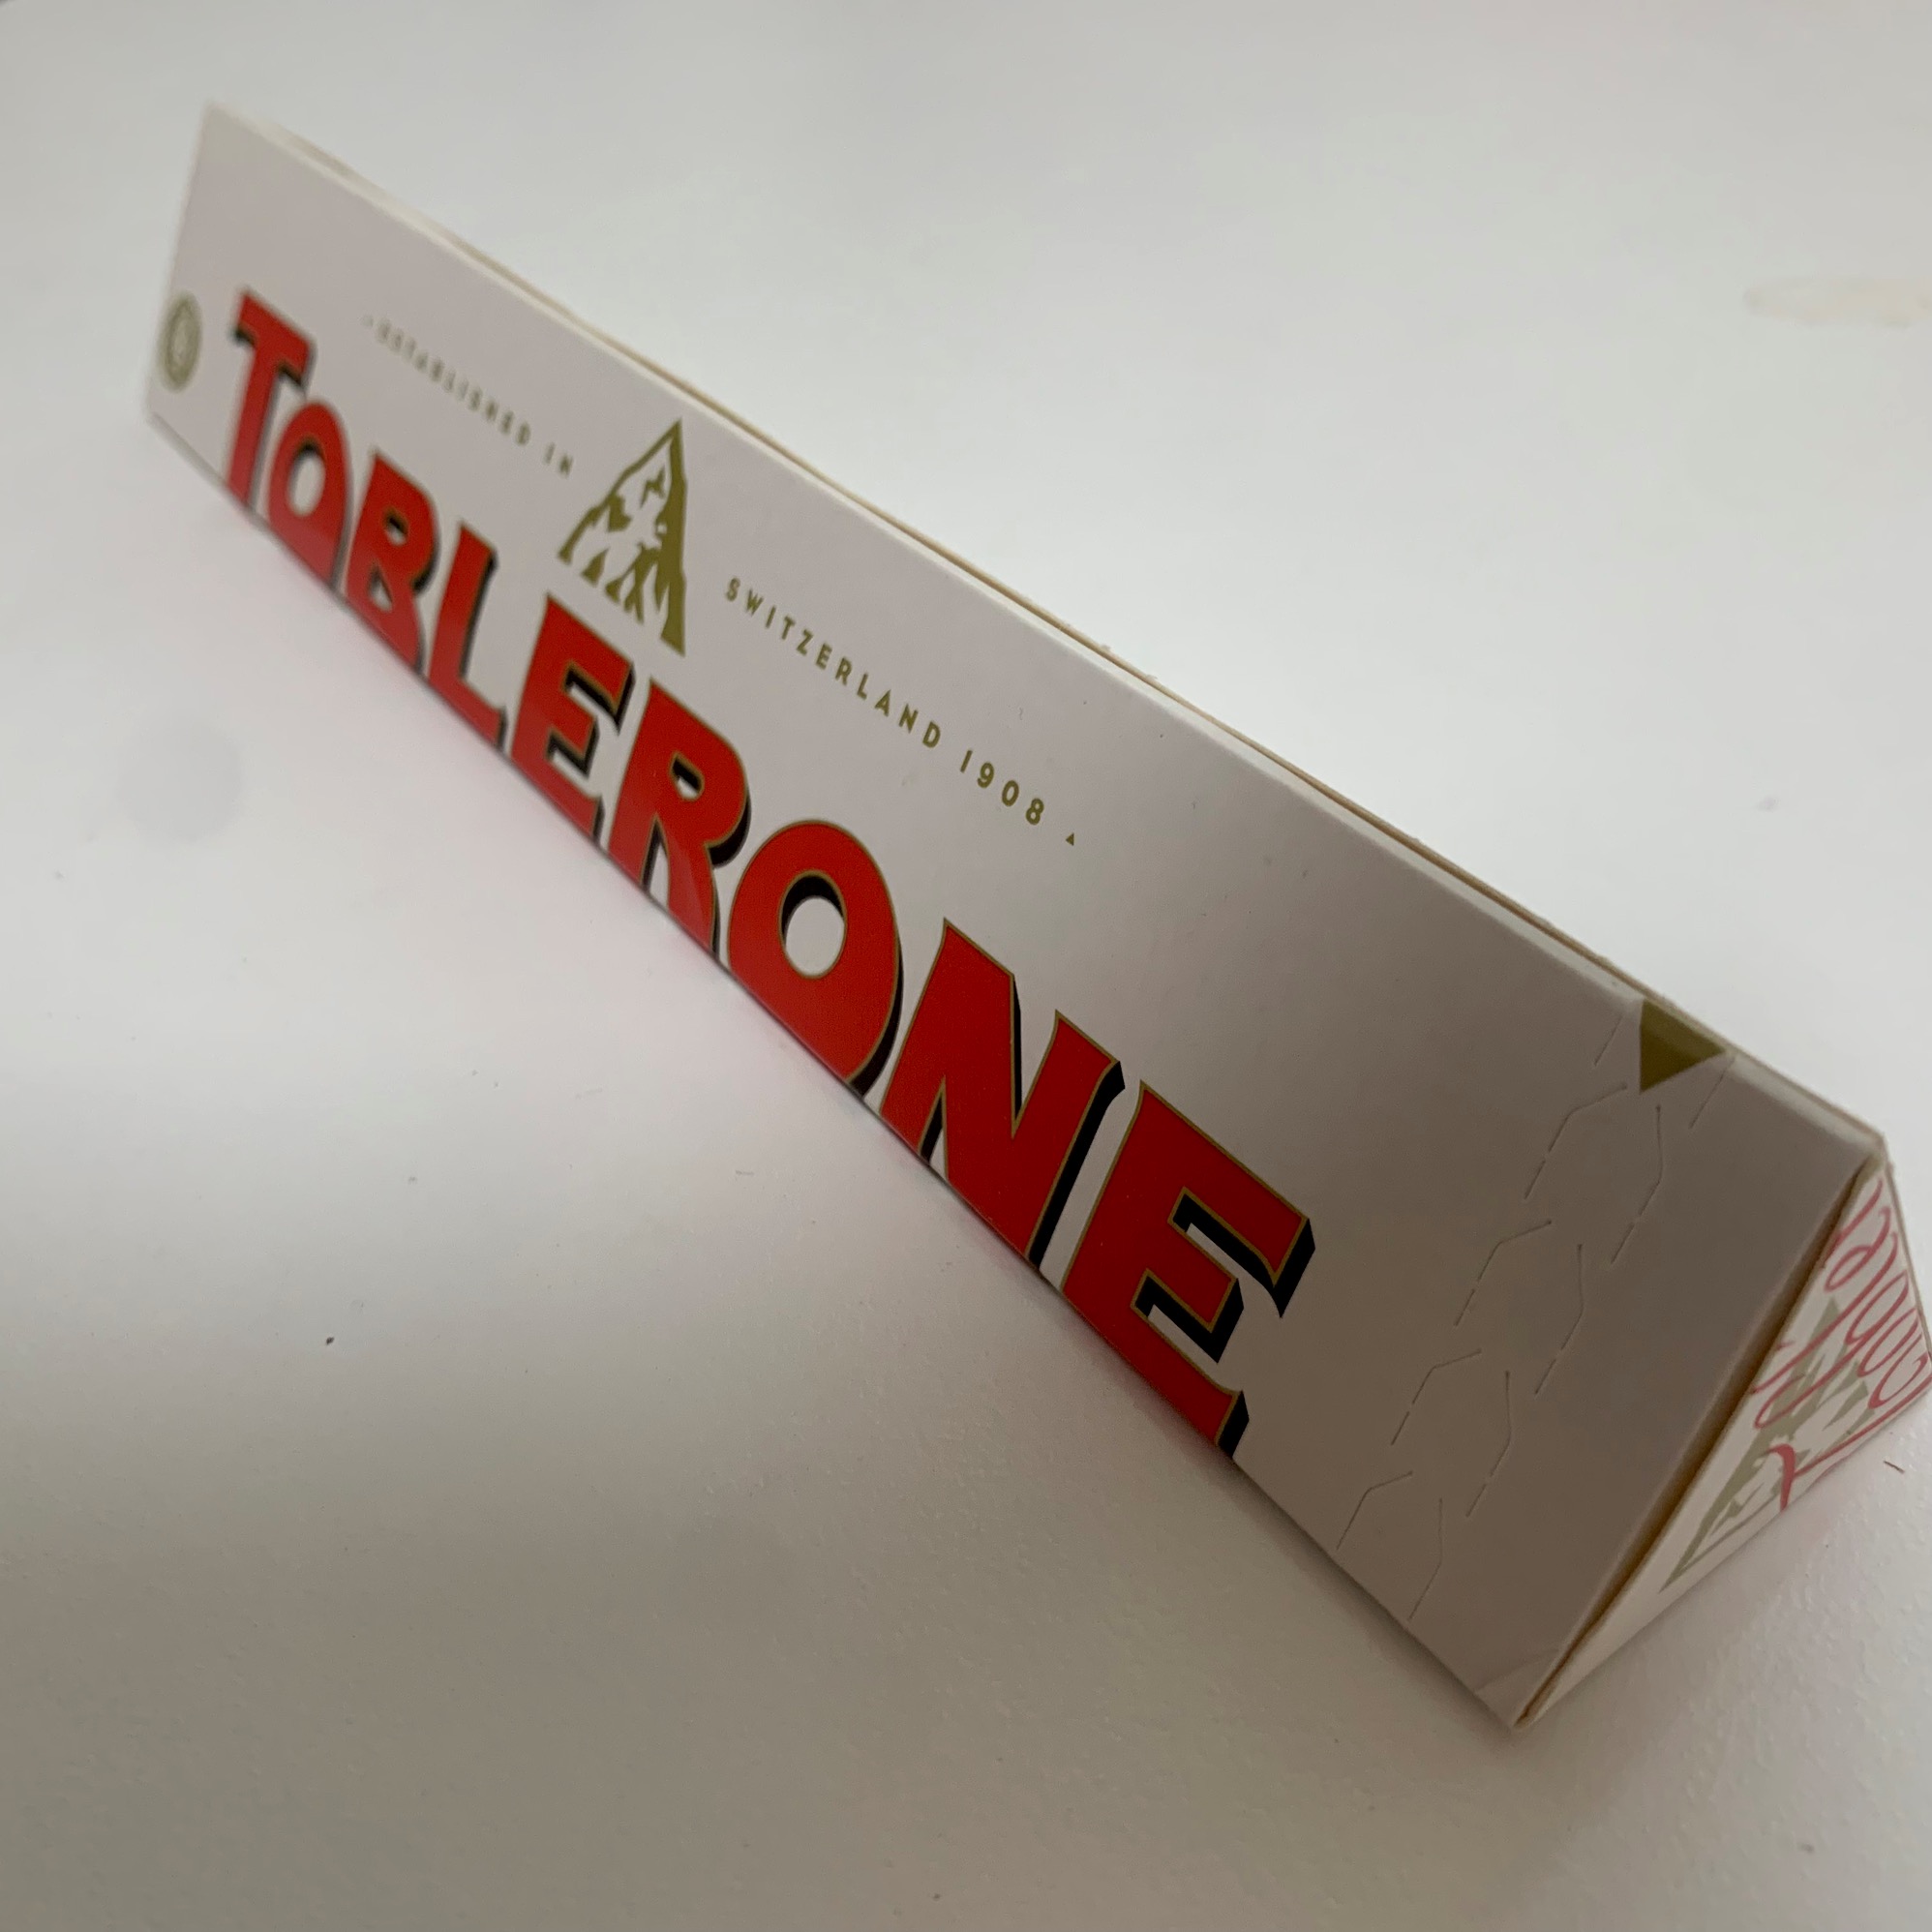 ESTABLISHED IN SWITZERLAND 1908
TOBLERONE